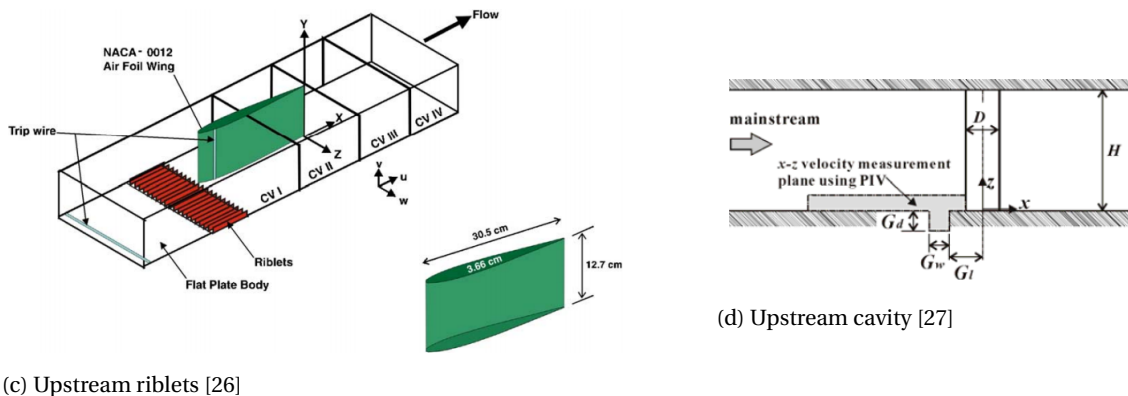 Flow
Y
NACA - 0012
Air Foil Wing
Trip wire
X
Z
CV I
CV II
CV III
CV IV
v
u
w
Riblets
Flat Plate Body
30.5 cm
3.66 cm
12.7 cm
(c) Upstream riblets [26]
mainstream
D
H
x-z velocity measurement
plane using PIV
z
x
Gd
Gw
Gl
(d) Upstream cavity [27]